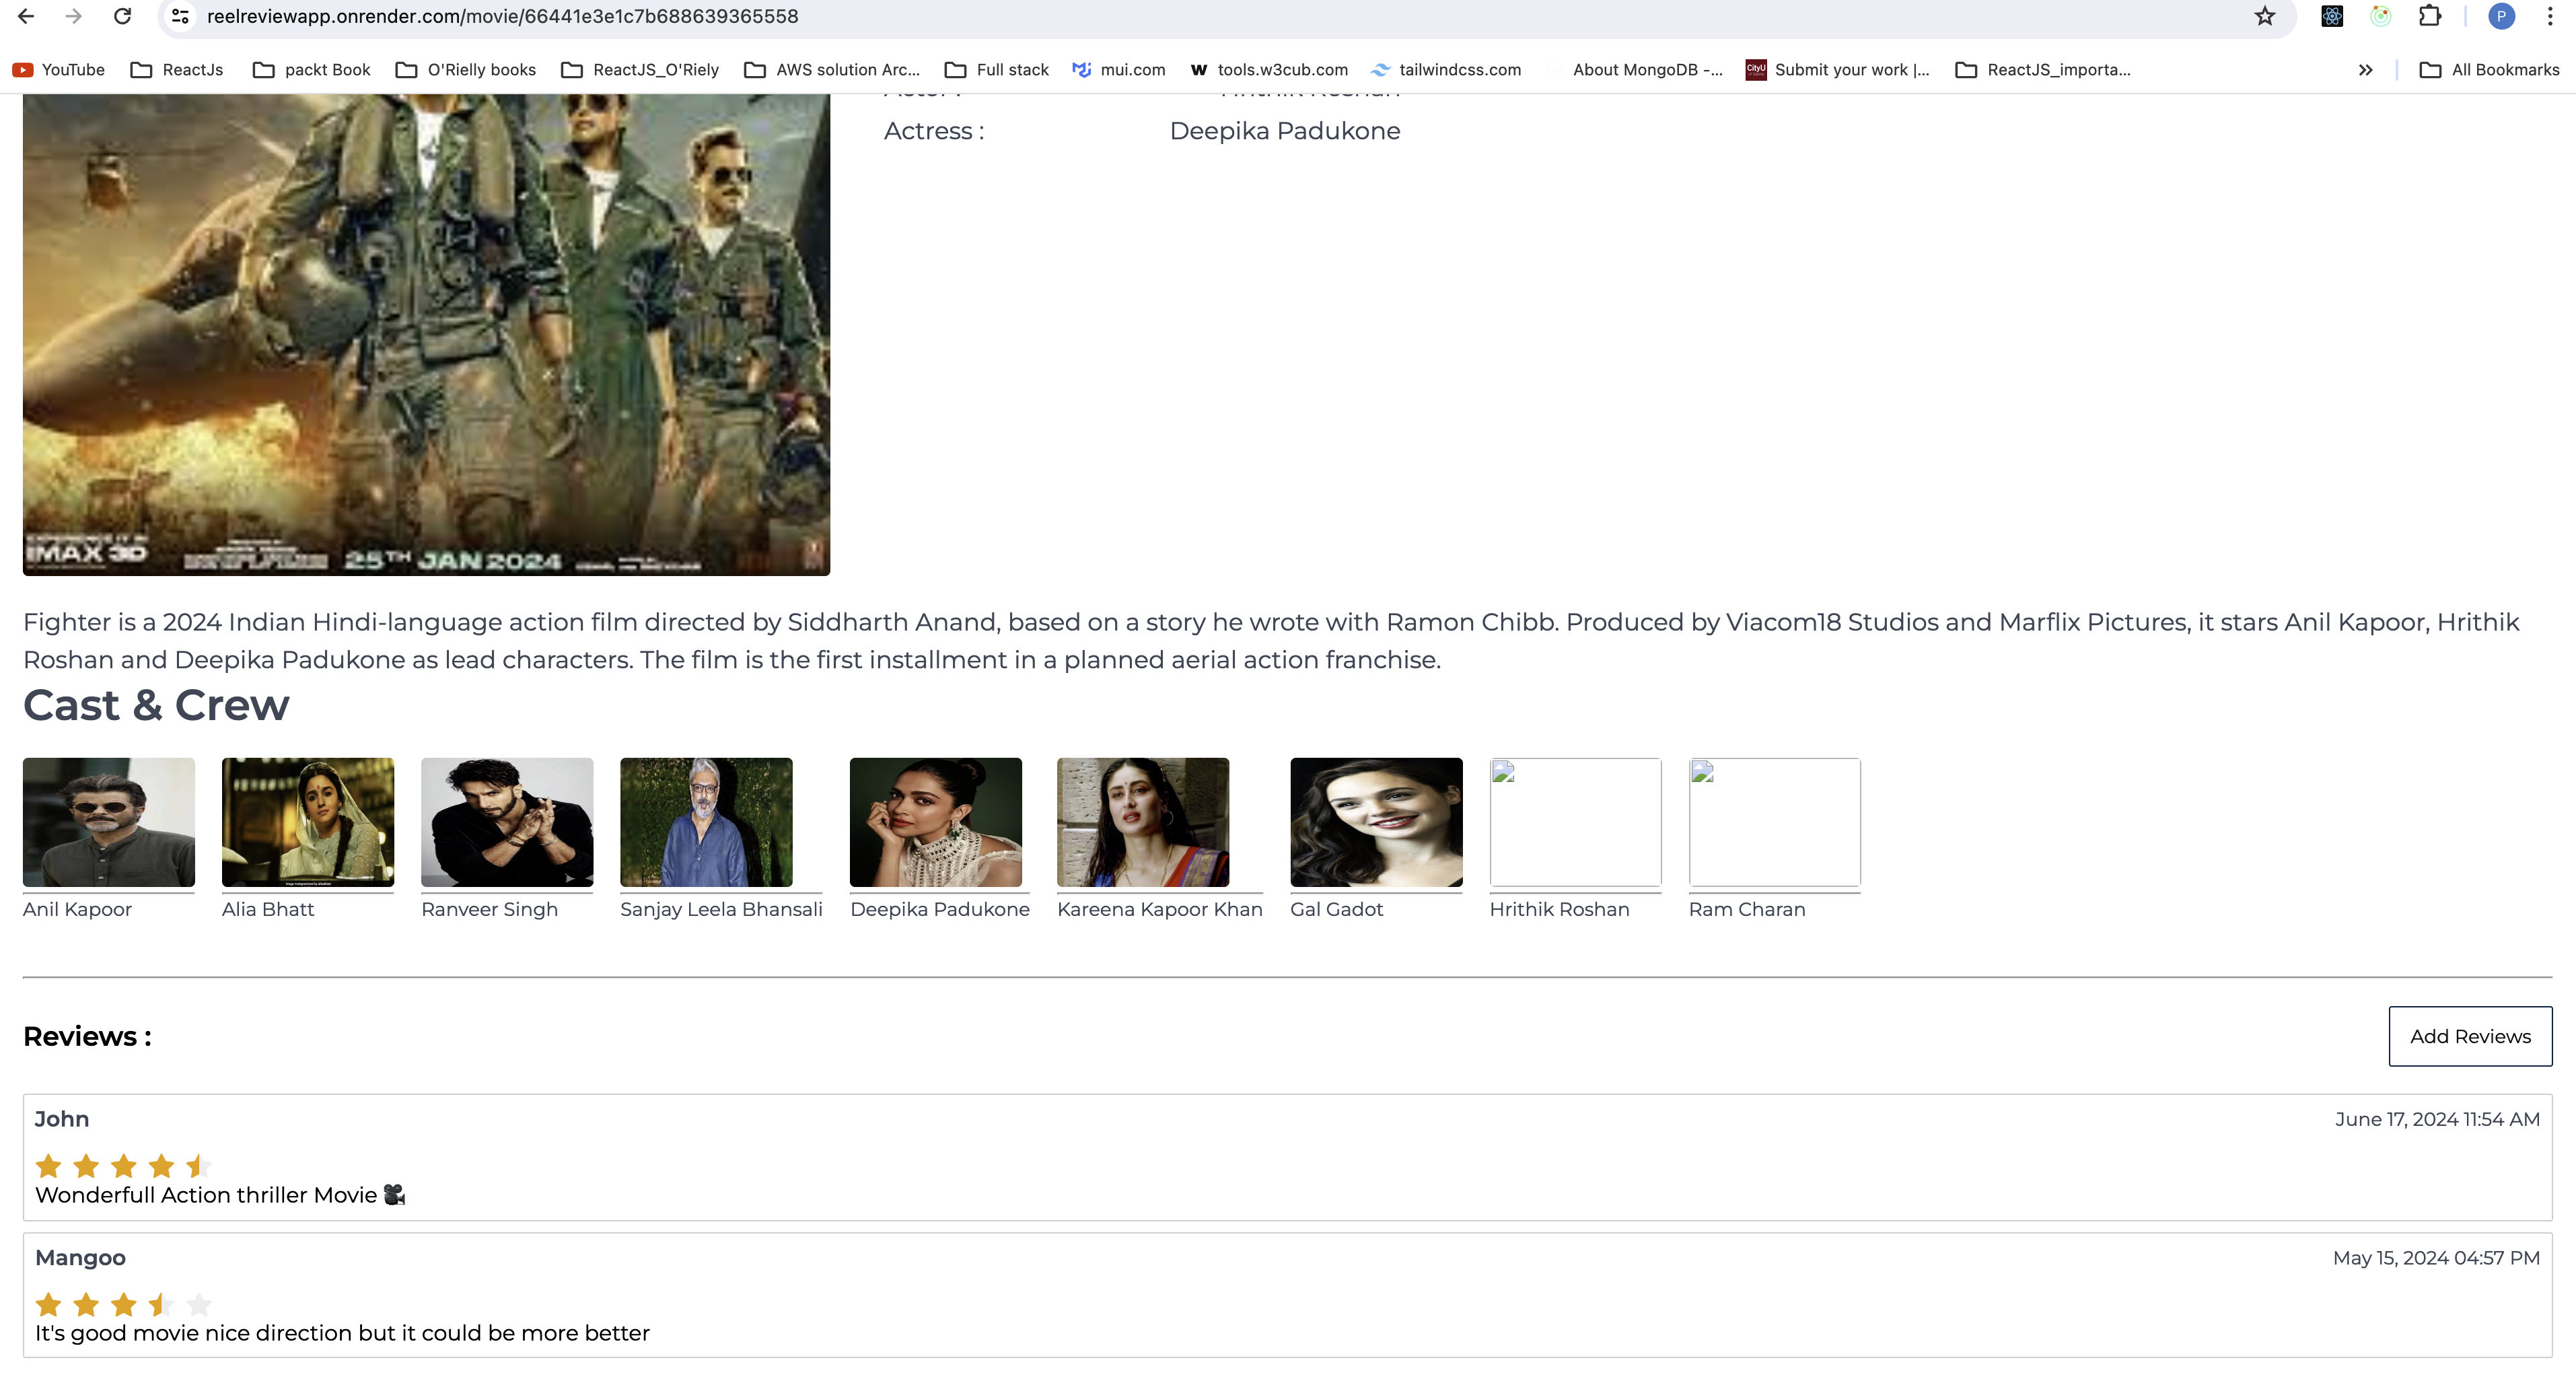 reelreviewapp.onrender.com/movie/66441e3e1c7b688639365558
P
YouTube ReactJs packt Book O'Rielly books ReactJS_O'Riely AWS solution Arc... Full stack mui.com w tools.w3cub.com tailwindcss.com About MongoDB -... CityU Submit your work |... ReactJS_importa... All Bookmarks
Actor : Hrithik Roshan
Actress : Deepika Padukone
IMAX 3D 25TH JAN 2024
Fighter is a 2024 Indian Hindi-language action film directed by Siddharth Anand, based on a story he wrote with Ramon Chibb. Produced by Viacom18 Studios and Marflix Pictures, it stars Anil Kapoor, Hrithik
Roshan and Deepika Padukone as lead characters. The film is the first installment in a planned aerial action franchise.
Cast & Crew
Anil Kapoor Alia Bhatt Ranveer Singh Sanjay Leela Bhansali Deepika Padukone Kareena Kapoor Khan Gal Gadot Hrithik Roshan Ram Charan
Reviews :
Add Reviews
John June 17, 2024 11:54 AM
Wonderfull Action thriller Movie 🎥
Mangoo May 15, 2024 04:57 PM
It's good movie nice direction but it could be more better